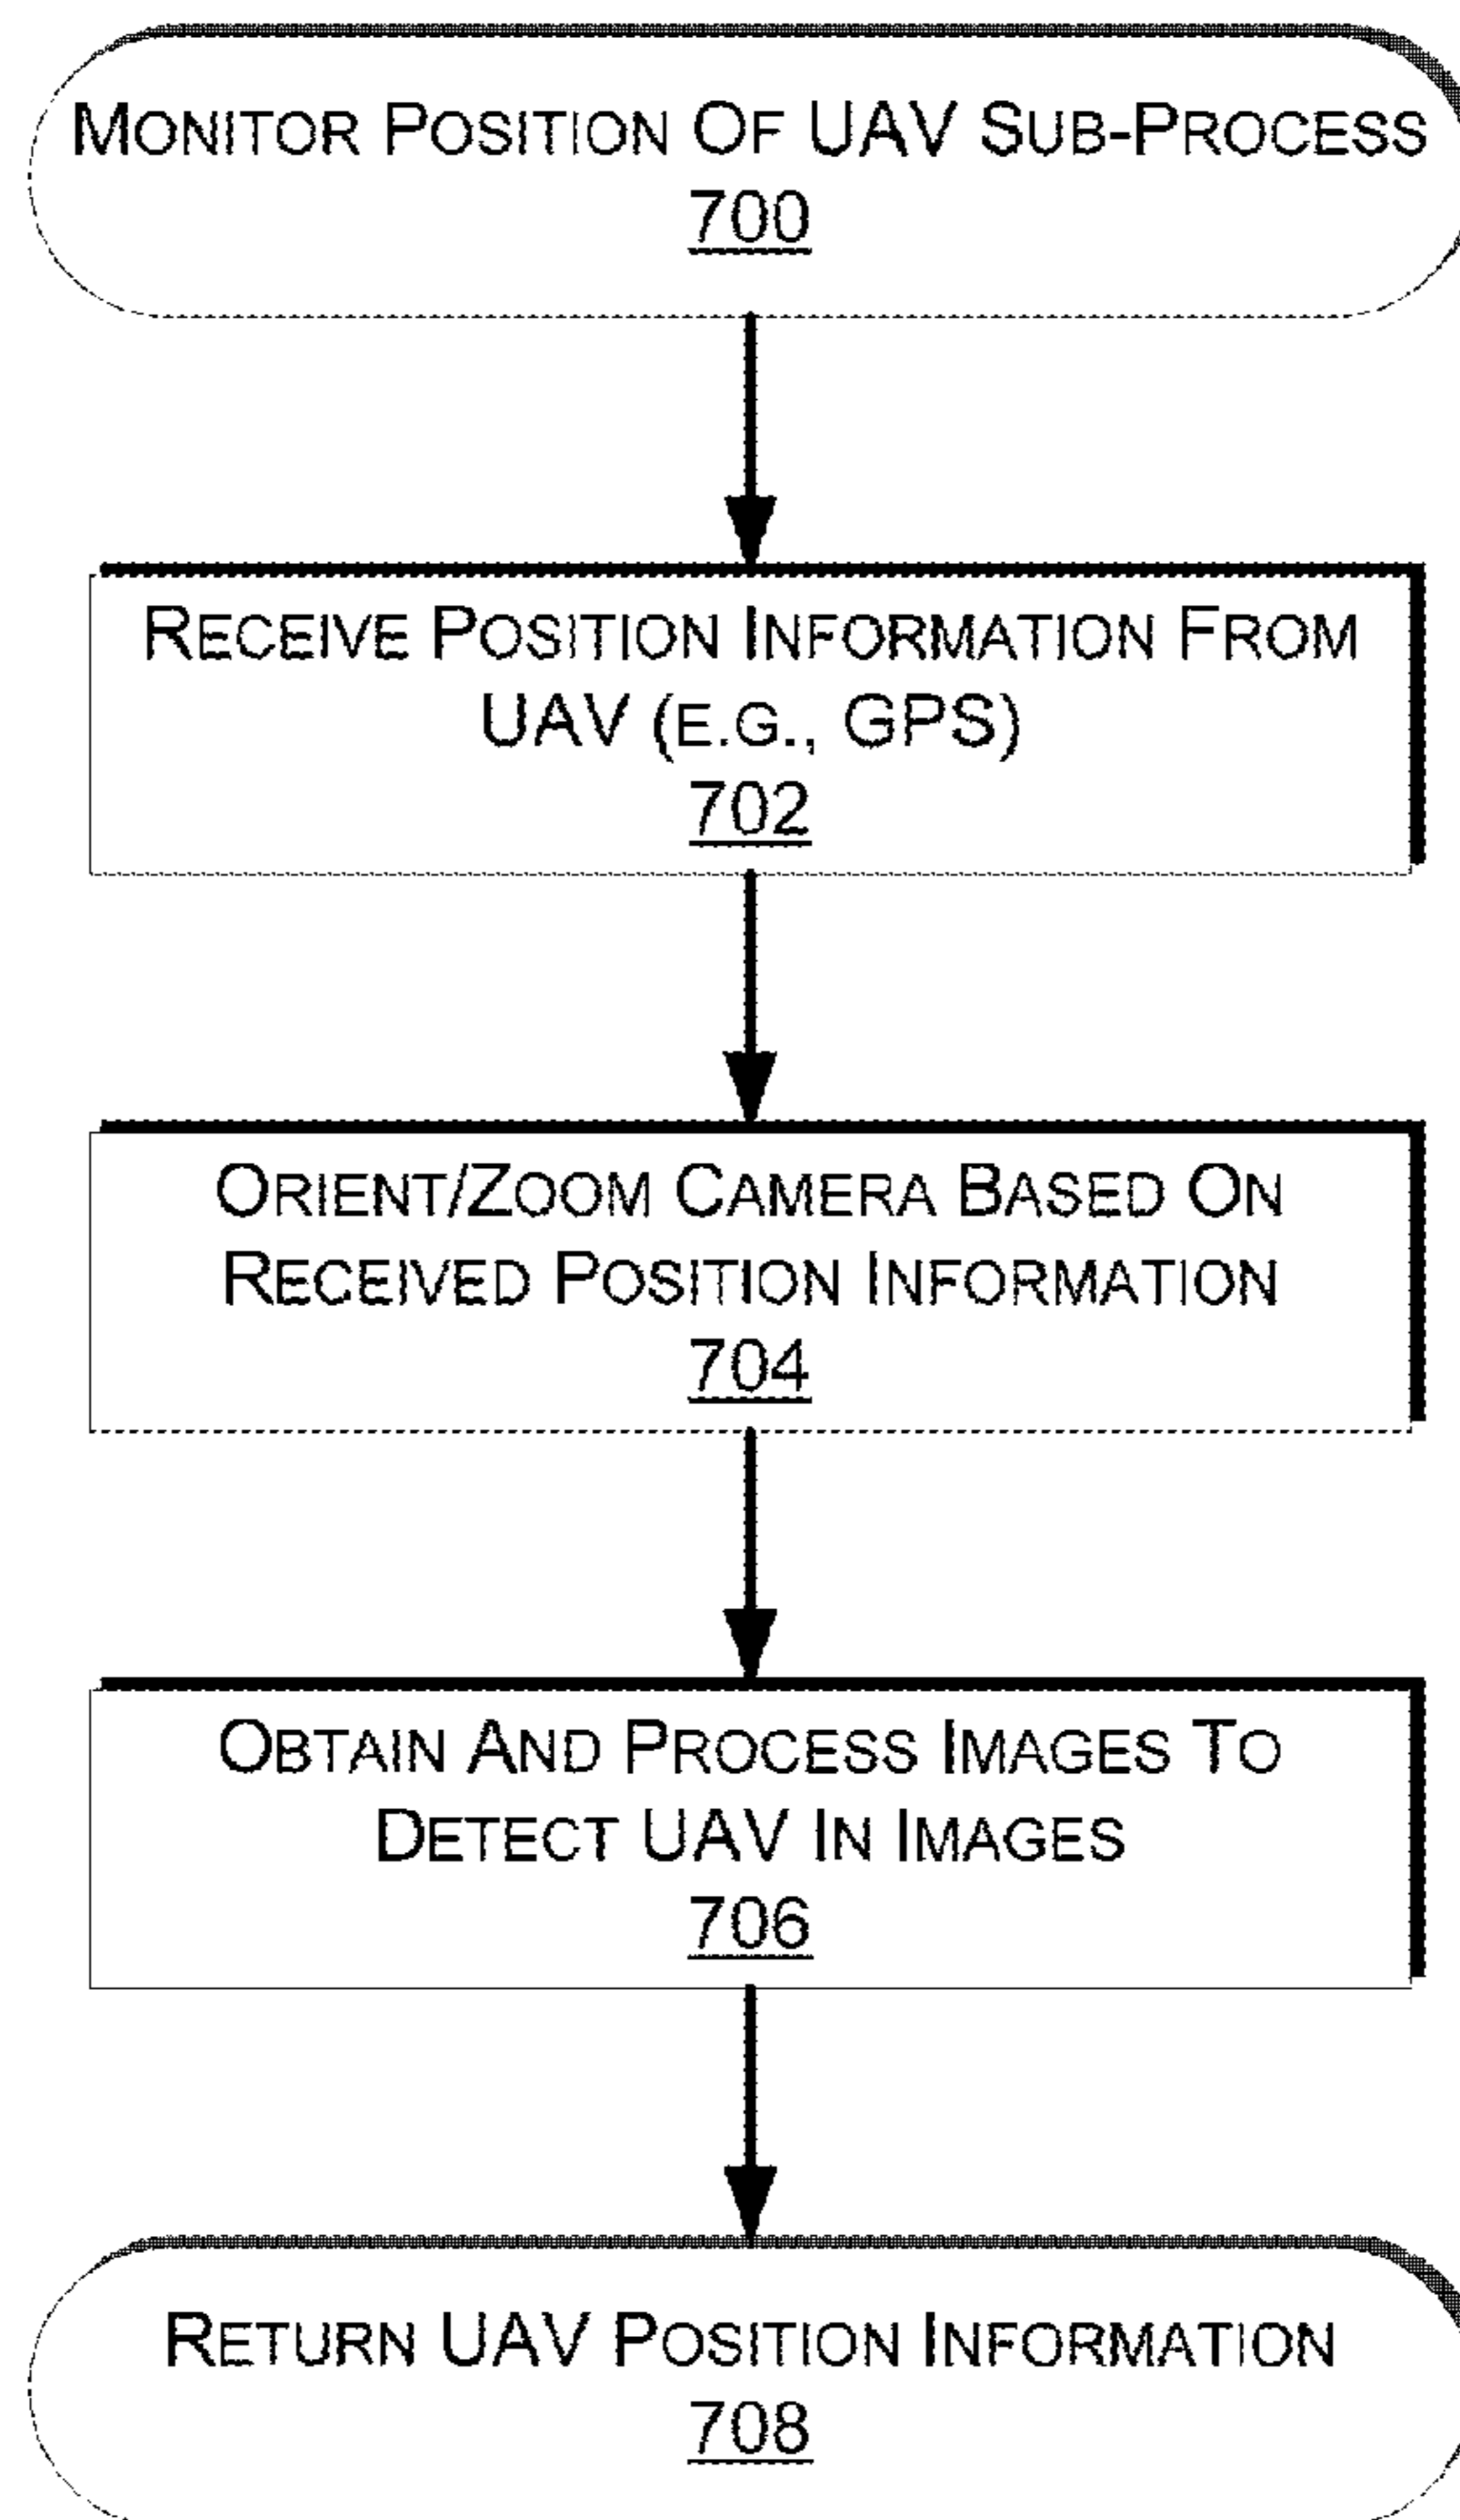 MONITOR POSITION OF UAV SUB-PROCESS
700
RECEIVE POSITION INFORMATION FROM
UAV (E.G., GPS)
702
ORIENT/ZOOM CAMERA BASED ON
RECEIVED POSITION INFORMATION
704
OBTAIN AND PROCESS IMAGES TO
DETECT UAV IN IMAGES
706
RETURN UAV POSITION INFORMATION
708